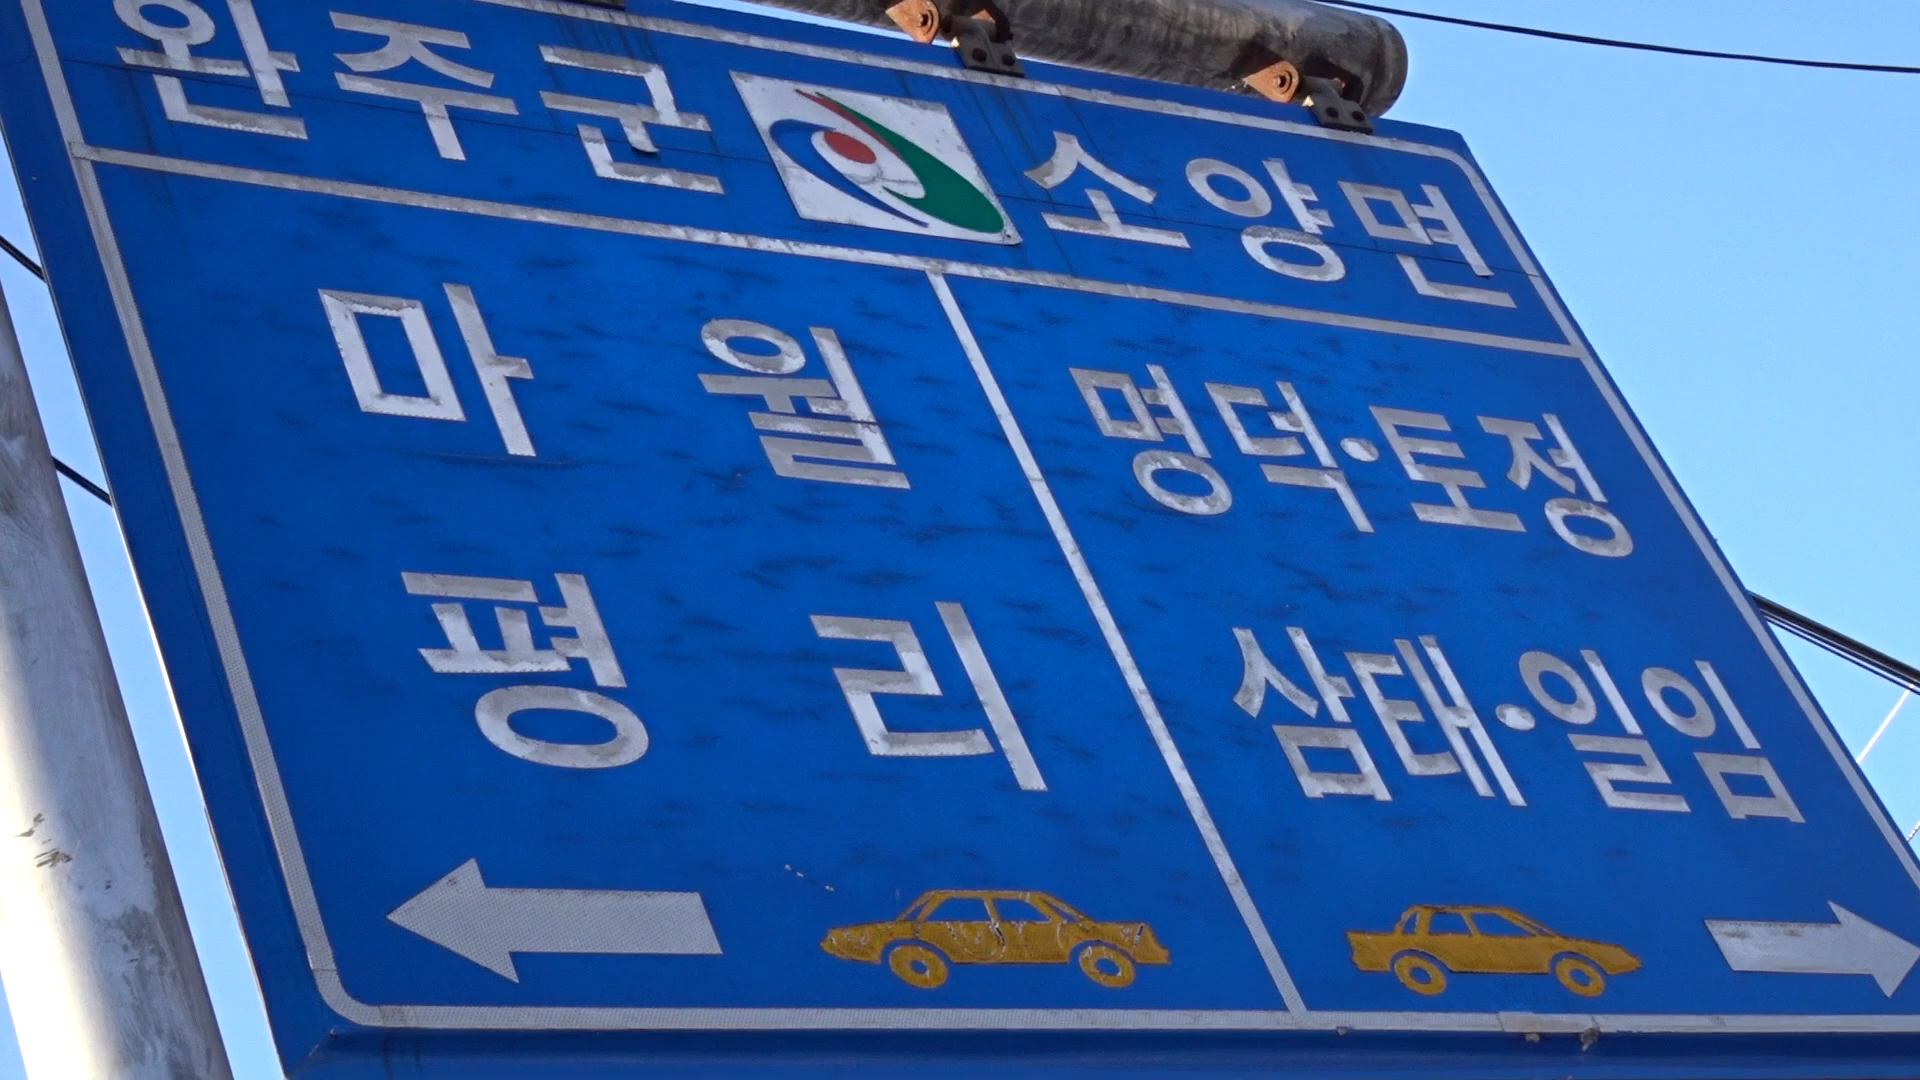 완주군 소양면
마월
평리
명덕·토정
삼태·일임